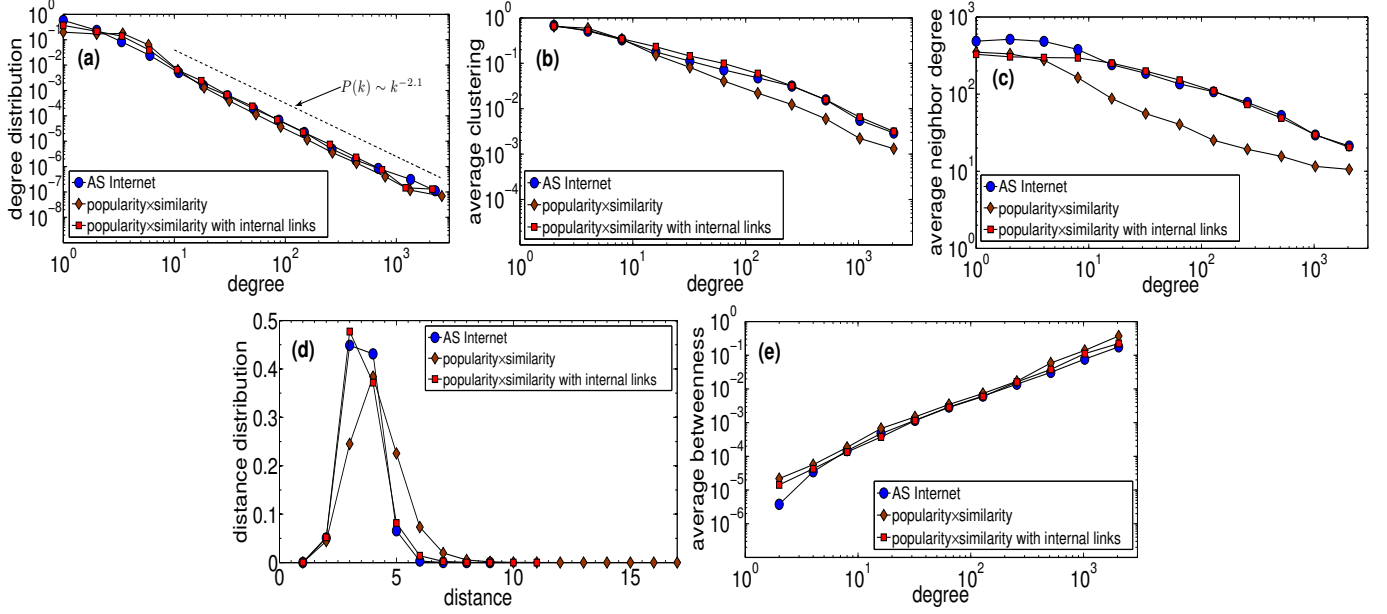 10^0
10^-1
10^-2
10^-3
10^-4
10^-5
10^-6
10^-7
10^-8
degree distribution
(a)
P(k) ~ k^-2.1
AS Internet
popularity×similarity
popularity×similarity with internal links
10^0 10^1 10^2 10^3
degree
10^0
10^-1
10^-2
10^-3
10^-4
average clustering
(b)
AS Internet
popularity×similarity
popularity×similarity with internal links
10^0 10^1 10^2 10^3
degree
10^3
10^2
10^1
10^0
average neighbor degree
(c)
AS Internet
popularity×similarity
popularity×similarity with internal links
10^0 10^1 10^2 10^3
degree
0.5
0.4
0.3
0.2
0.1
0
distance distribution
(d)
AS Internet
popularity×similarity
popularity×similarity with internal links
0 5 10 15
distance
10^0
10^-1
10^-2
10^-3
10^-4
10^-5
10^-6
average betweenness
(e)
AS Internet
popularity×similarity
popularity×similarity with internal links
10^0 10^1 10^2 10^3
degree